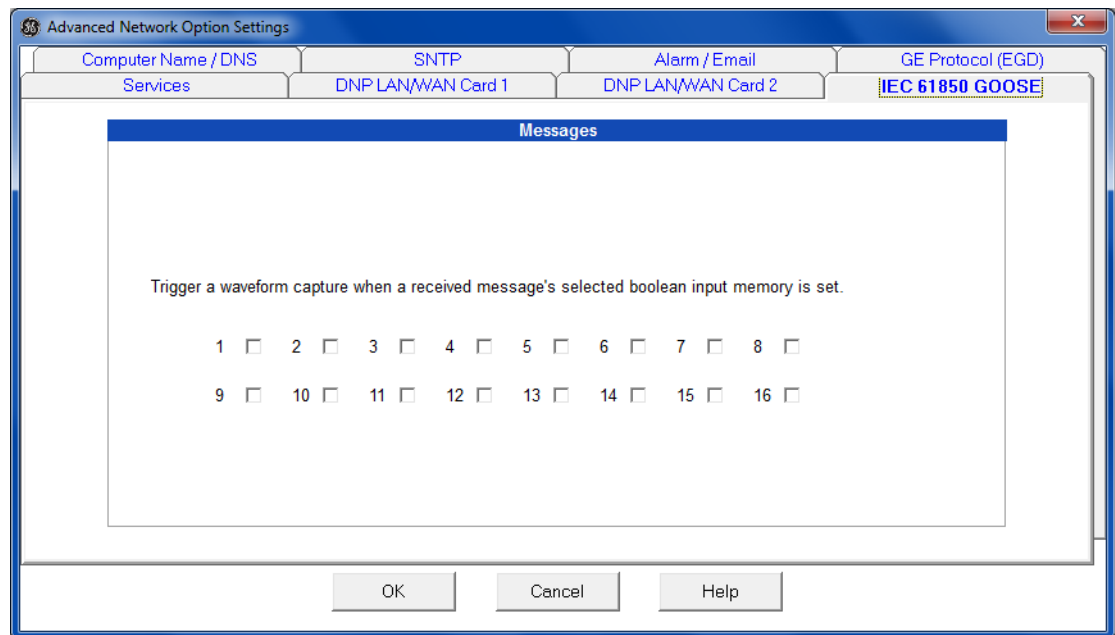 Advanced Network Option Settings
Computer Name / DNS SNTP Alarm / Email GE Protocol (EGD)
Services DNP LAN/WAN Card 1 DNP LAN/WAN Card 2 IEC 61850 GOOSE
Messages
Trigger a waveform capture when a received message's selected boolean input memory is set.
1 2 3 4 5 6 7 8
9 10 11 12 13 14 15 16
OK Cancel Help